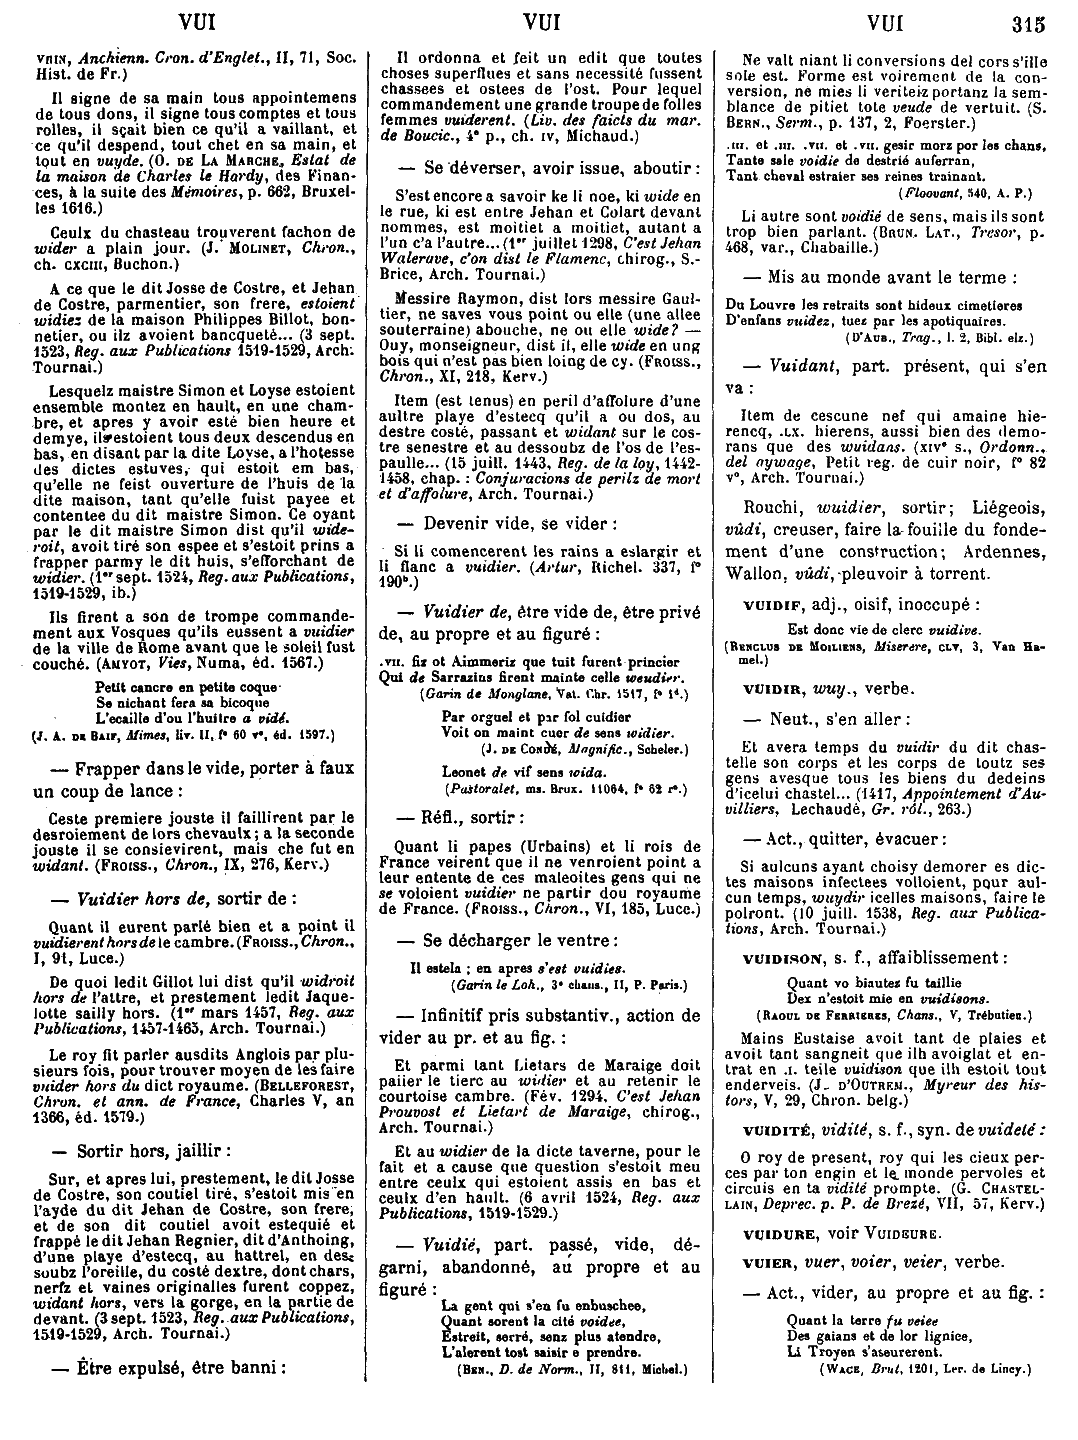 VUI
VUI
VUI 315
VRIN, Anchienn. Cron. d'Englet., II, 71, Soc.
Hist. de Fr.)
Il signe de sa main tous appointemens
de tous dons, il signe tous comptes et tous
rolles, il sçait bien ce qu'il a vaillant, et
ce qu'il despend, tout chet en sa main, et
tout en vuyde. (O. DE LA MARCHE, Estat de
la maison de Charles le Hardy, des Finan-
ces, à la suite des Mémoires, p. 662, Bruxel-
les 1616.)
Ceulx du chasteau trouverent fachon de
wider a plain jour. (J. MOLINET, Chron.,
ch. CXCIII, Buchon.)
A ce que le dit Josse de Costre, et Jehan
de Costre, parmentier, son frere, estoient
widiez de la maison Philippes Billot, bon-
netier, ou ilz avoient bancqueté... (3 sept.
1523, Reg. aux Publications 1519-1529, Arch.
Tournai.)
Lesquelz maistre Simon et Loyse estoient
ensemble montez en hault, en une cham-
bre, et apres y avoir esté bien heure et
demye, ilz estoient tous deux descendus en
bas, en disant par la dite Loyse, a l'hotesse
des dictes estuves, qui estoit em bas,
qu'elle ne feist ouverture de l'huis de la
dite maison, tant qu'elle fuist payee et
contentee du dit maistre Simon. Ce oyant
par le dit maistre Simon dist qu'il wide-
roit, avoit tiré son espee et s'estoit prins a
frapper parmy le dit huis, s'efforchant de
widier. (1er sept. 1524, Reg. aux Publications,
1519-1529, ib.)
Ils firent a son de trompe commande-
ment aux Vosques qu'ils eussent a vuidier
de la ville de Rome avant que le soleil fust
couché. (AMYOT, Vies, Numa, éd. 1567.)
Petit cancre en petite coque
Se nichant fera sa bicoque
L'ecaille d'ou l'huitre a vidé.
(J. A. DE BAIF, Mimes, liv. II, f° 60 v°, éd. 1597.)
— Frapper dans le vide, porter à faux
un coup de lance :
Ceste premiere jouste il faillirent par le
desroiement de lors chevaulx ; a la seconde
jouste il se consievirent, mais che fut en
widant. (FROISS., Chron., IX, 276, Kerv.)
— Vuidier hors de, sortir de :
Quant il eurent parlé bien et a point il
vuidierent hors de le cambre. (FROISS., Chron.,
I, 91, Luce.)
De quoi ledit Gillot lui dist qu'il widroit
hors de l'attre, et prestement ledit Jaque-
lotte sailly hors. (1er mars 1457, Reg. aux
Publications, 1457-1463, Arch. Tournai.)
Le roy fit parler ausdits Anglois par plu-
sieurs fois, pour trouver moyen de les faire
vuider hors du dict royaume. (BELLEFOREST,
Chron. et ann. de France, Charles V, an
1366, éd. 1579.)
— Sortir hors, jaillir :
Sur, et apres lui, prestement, le dit Josse
de Costre, son coutiel tiré, s'estoit mis en
l'ayde du dit Jehan de Costre, son frere,
et de son dit coutiel avoit estequié et
frappé le dit Jehan Regnier, dit d'Anthoing,
d'une playe d'estecq, au hattrel, en des-
soubz l'oreille, du costé dextre, dont chars,
nerfz et vaines originalles furent coppez,
widant hors, vers la gorge, en la partie de
devant. (3 sept. 1523, Reg. aux Publications,
1519-1529, Arch. Tournai.)
— Être expulsé, être banni :
Il ordonna et feit un edit que toutes
choses superflues et sans necessité fussent
chassees et ostees de l'ost. Pour lequel
commandement une grande troupe de folles
femmes vuiderent. (Liv. des faicts du mar.
de Boucic., 4e p., ch. IV, Michaud.)
— Se déverser, avoir issue, aboutir :
S'est encore a savoir ke li noe, ki wide en
le rue, ki est entre Jehan et Colart devant
nommes, est moitiet a moitiet, autant a
l'un c'a l'autre... (1er juillet 1298, C'est Jehan
Walerave, c'on dist le Flamenc, chirog., S.-
Brice, Arch. Tournai.)
Messire Raymon, dist lors messire Gaul-
tier, ne saves vous point ou elle (une allee
souterraine) abouche, ne ou elle wide ? —
Ouy, monseigneur, dist il, elle wide en ung
bois qui n'est pas bien loing de cy. (FROISS.,
Chron., XI, 218, Kerv.)
Item (est tenus) en peril d'affolure d'une
aultre playe d'estecq qu'il a ou dos, au
destre costé, passant et widant sur le cos-
tre senestre et au dessoubz de l'os de l'es-
paulle... (15 juill. 1443, Reg. de la loy, 1442-
1458, chap. : Conjuracions de perilz de mort
et d'affolure, Arch. Tournai.)
— Devenir vide, se vider :
Si li comencerent les rains a eslargir et
li flanc a vuidier. (Artur, Richel. 337, f°
190b.)
— Vuidier de, être vide de, être privé
de, au propre et au figuré :
.VII. fiz ot Aimmeriz que tuit furent princier
Qui de Sarrazins firent mainte celle weudier.
(Garin de Monglane, Vat. Chr. 1517, f° 1d.)
Par orguel et par fol cuidier
Voit on maint cuer de sens widier.
(J. DE CONDÉ, Magnific., Scheler.)
Leonet de vif sens wida.
(Pastoralet, ms. Brux. 11064, f° 62 r°.)
— Réfl., sortir :
Quant li papes (Urbains) et li rois de
France veirent que il ne venroient point a
leur entente de ces maleoites gens qui ne
se voloient vuidier ne partir dou royaume
de France. (FROISS., Chron., VI, 185, Luce.)
— Se décharger le ventre :
Il estela ; en apres s'est vuidies.
(Garin le Loh., 3e chans., II, P. Paris.)
— Infinitif pris substantiv., action de
vider au pr. et au fig. :
Et parmi tant Lietars de Maraige doit
paiier le tierc au widier et au retenir le
courtoise cambre. (Fév. 1294, C'est Jehan
Prouvost et Lietart de Maraige, chirog.,
Arch. Tournai.)
Et au widier de la dicte taverne, pour le
fait et a cause que question s'estoit meu
entre ceulx qui estoient assis en bas et
ceulx d'en hault. (6 avril 1524, Reg. aux
Publications, 1519-1529.)
— Vuidié, part. passé, vide, dé-
garni, abandonné, au propre et au
figuré :
La gent qui s'en fu enbuschee,
Quant sorent la cité voidee,
Estreit, serré, senz plus atendre,
L'alerent tost saisir e prendre.
(BEN., D. de Norm., II, 811, Michel.)
Ne valt niant li conversions del cors s'ille
sole est. Forme est voirement de la con-
version, ne mies li veriteiz portanz la sem-
blance de pitiet tote veude de vertuit. (S.
BERN., Serm., p. 137, 2, Foerster.)
.III. et .III. .VII. et .VII. gesir morz par les chans,
Tante sele voidie de destrié auferran,
Tant cheval estraier ses reines trainant.
(Floovant, 540, A. P.)
Li autre sont voidié de sens, mais ils sont
trop bien parlant. (BRUN. LAT., Tresor, p.
468, var., Chabaille.)
— Mis au monde avant le terme :
Du Louvre les retraits sont hideux cimetieres
D'enfans vuidez, tuez par les apotiquaires.
(D'AUB., Trag., l. 2, Bibl. elz.)
— Vuidant, part. présent, qui s'en
va :
Item de cescune nef qui amaine hie-
rencq, .LX. hierens, aussi bien des demo-
rans que des wuidans. (XIVe s., Ordonn.
del aywage, Petit reg. de cuir noir, f° 82
v°, Arch. Tournai.)
Rouchi, wuidier, sortir ; Liégeois,
vûdi, creuser, faire la fouille du fonde-
ment d'une construction ; Ardennes,
Wallon, vûdi, pleuvoir à torrent.
VUIDIF, adj., oisif, inoccupé :
Est donc vie de clerc vuidive.
(RENCLUS DE MOILIENS, Miserere, CLV, 3, Van Ha-
mel.)
VUIDIR, wuy., verbe.
— Neut., s'en aller :
Et avera temps du vuidir du dit chas-
telle son corps et les corps de toutz ses
gens avesque tous les biens du dedeins
d'icelui chastel... (1417, Appointement d'Au-
villiers, Lechaudé, Gr. rôl., 263.)
— Act., quitter, évacuer :
Si aulcuns ayant choisy demorer es dic-
tes maisons infectees volloient, pour aul-
cun temps, wuydir icelles maisons, faire le
polront. (10 juill. 1538, Reg. aux Publica-
tions, Arch. Tournai.)
VUIDISON, s. f., affaiblissement :
Quant vo biautes fu taillie
Dex n'estoit mie en vuidisons.
(RAOUL DE FERRIERES, Chans., V, Trébutien.)
Mains Eustaise avoit tant de plaies et
avoit tant sangneit que ilh avoiglat et en-
trat en .I. teile vuidison que ilh estoit tout
enderveis. (J. D'OUTREM., Myreur des his-
tors, V, 29, Chron. belg.)
VUIDITÉ, vidité, s. f., syn. de vuideté :
O roy de present, roy qui les cieux per-
ces par ton engin et le monde pervoles et
circuis en ta vidité prompte. (G. CHASTEL-
LAIN, Deprec. p. P. de Brezé, VII, 57, Kerv.)
VUIDURE, voir VUIDEURE.
VUIER, vuer, voier, veier, verbe.
— Act., vider, au propre et au fig. :
Quant la terre fu veiee
Des gaians et de lor lignice,
Li Troyen s'aseurerent.
(WACE, Brut, 1201, Ler. de Lincy.)